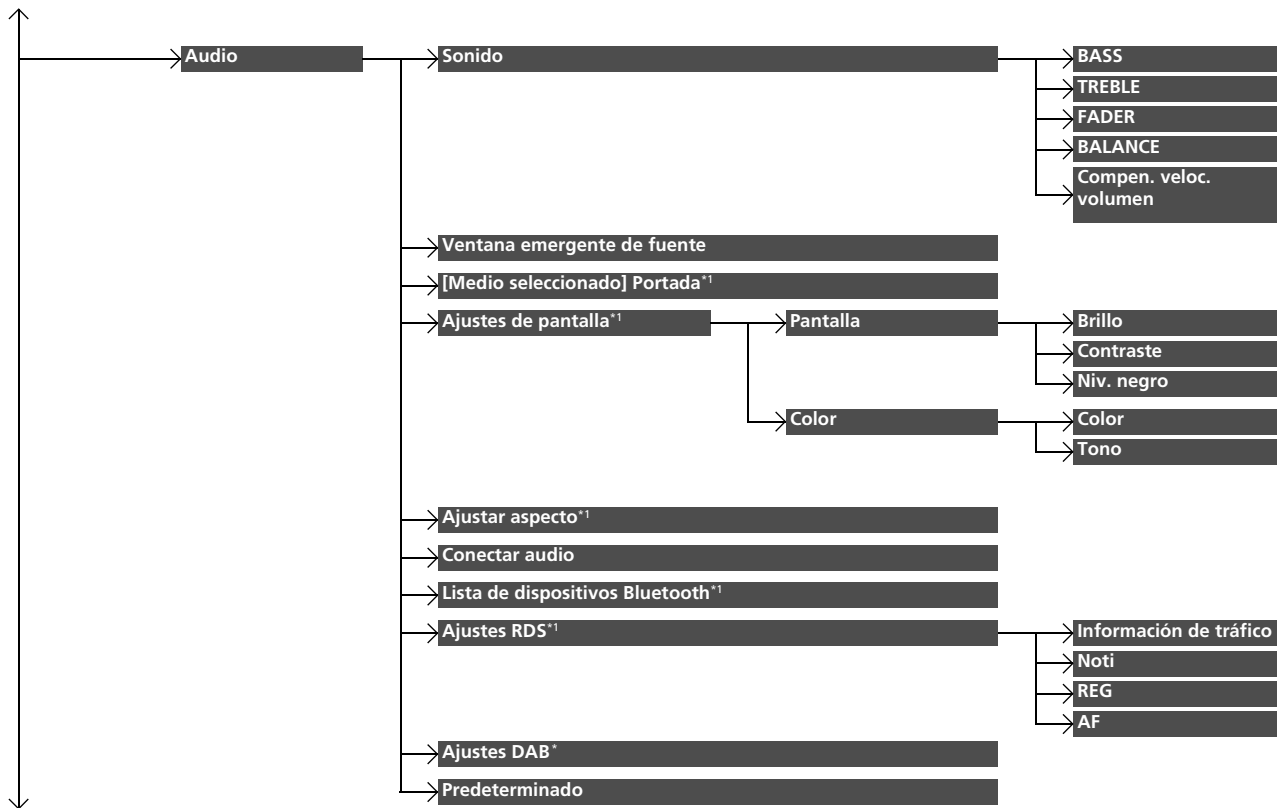 Audio
Sonido
BASS
TREBLE
FADER
BALANCE
Compen. veloc.
volumen
Ventana emergente de fuente
[Medio seleccionado] Portada*1
Ajustes de pantalla*1
Pantalla
Brillo
Contraste
Niv. negro
Color
Color
Tono
Ajustar aspecto*1
Conectar audio
Lista de dispositivos Bluetooth*1
Ajustes RDS*1
Información de tráfico
Noti
REG
AF
Ajustes DAB*
Predeterminado